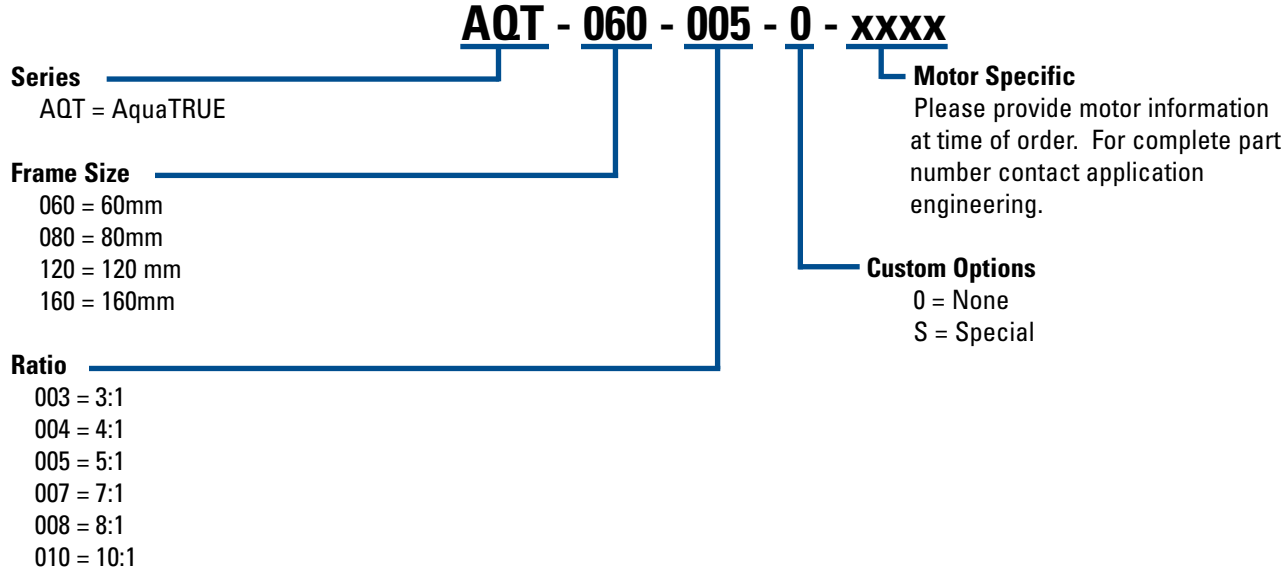 AQT - 060 - 005 - 0 - xxxx
Series
AQT = AquaTRUE
Frame Size
060 = 60mm
080 = 80mm
120 = 120 mm
160 = 160mm
Ratio
003 = 3:1
004 = 4:1
005 = 5:1
007 = 7:1
008 = 8:1
010 = 10:1
Motor Specific
Please provide motor information
at time of order. For complete part
number contact application
engineering.
Custom Options
0 = None
S = Special